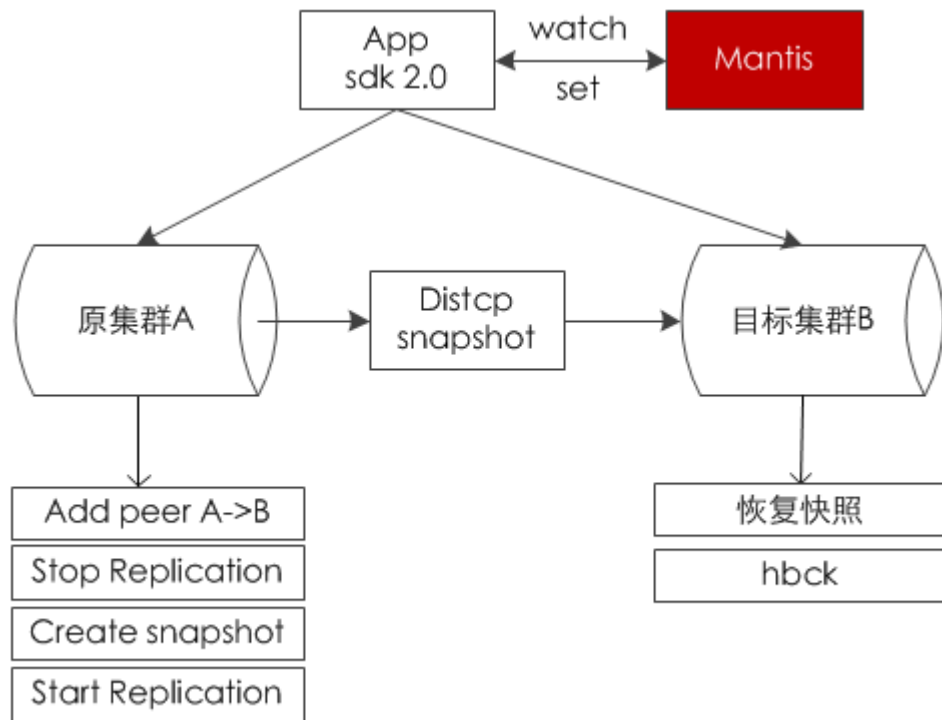 App
sdk 2.0
watch
set
Mantis
原集群A
Distcp
snapshot
目标集群B
Add peer A->B
Stop Replication
Create snapshot
Start Replication
恢复快照
hbck